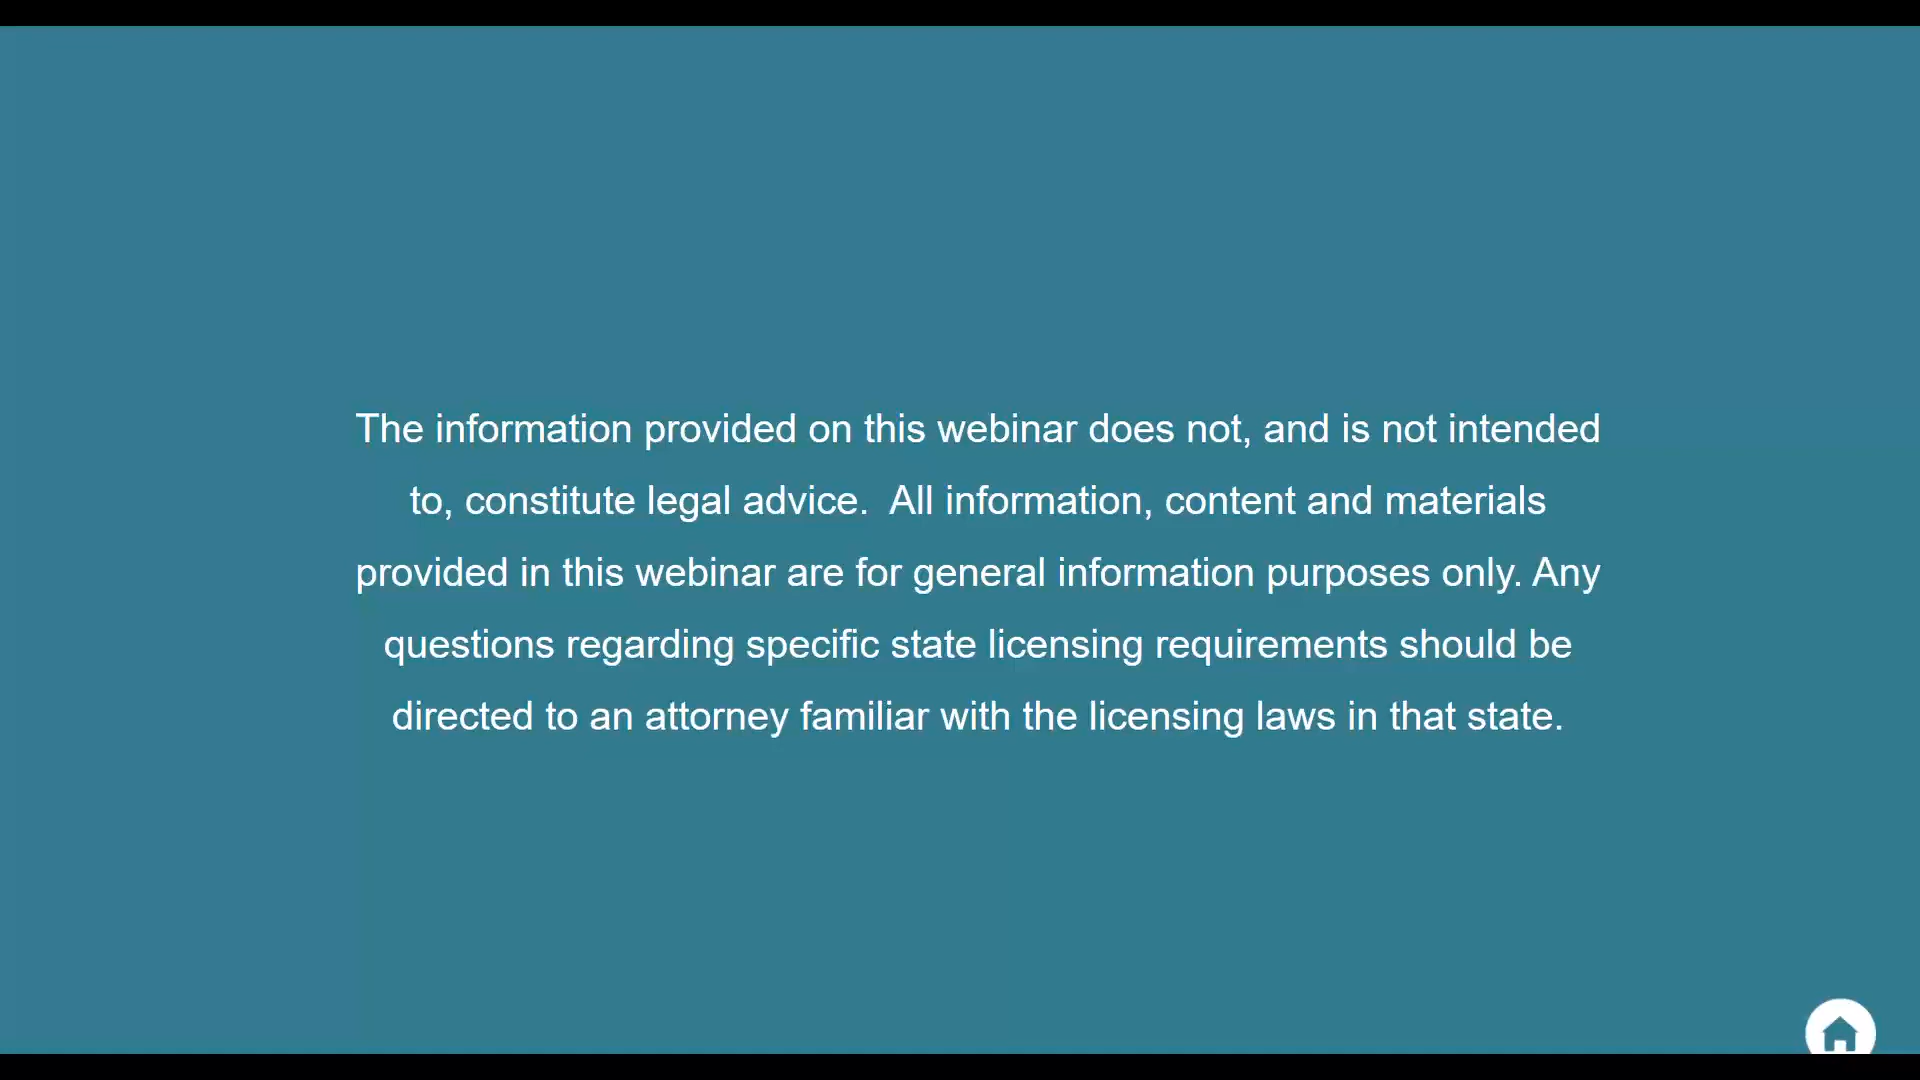 The information provided on this webinar does not, and is not intended
to, constitute legal advice.  All information, content and materials
provided in this webinar are for general information purposes only. Any
questions regarding specific state licensing requirements should be
directed to an attorney familiar with the licensing laws in that state.